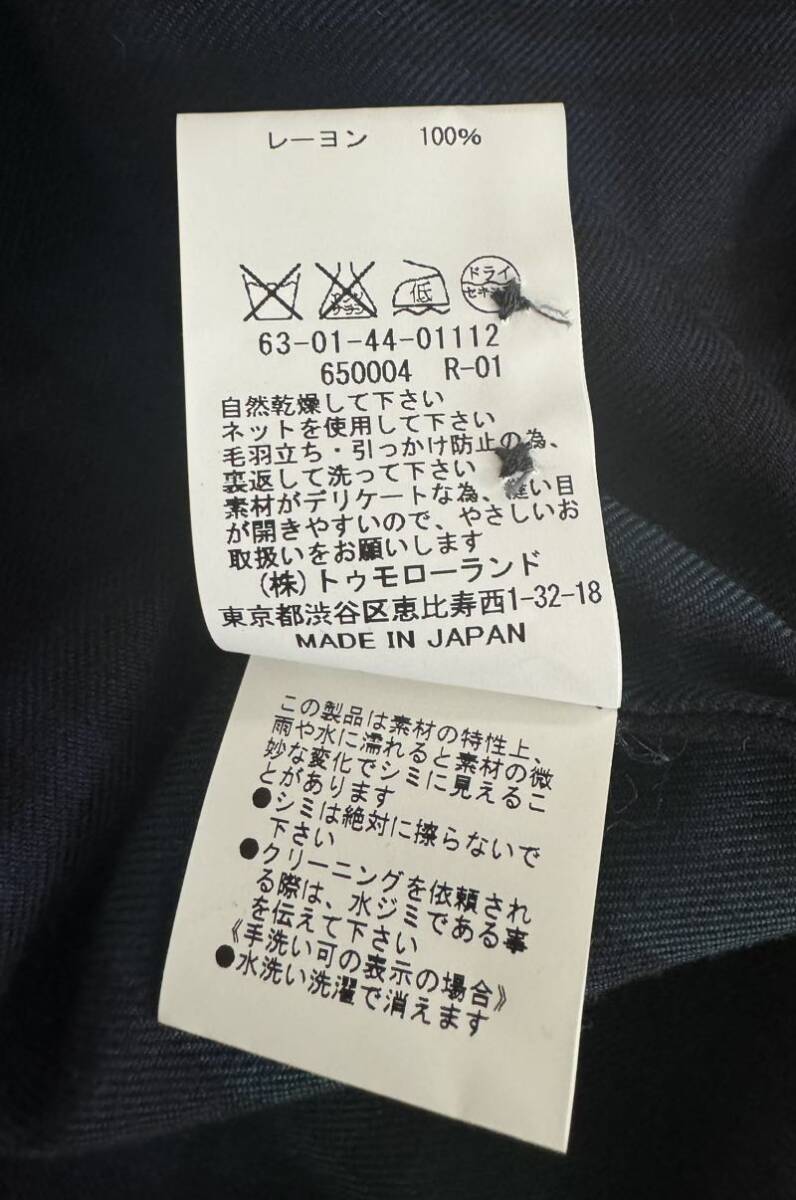 レーヨン 100%
低
ドライ
63-01-44-01112
650004 R-01
自然乾燥して下さい
ネットを使用して下さい
毛羽立ち・引っかけ防止の為、
裏返して洗って下さい
素材がデリケートな為、縫い目
が開きやすいので、やさしいお
取扱いをお願いします
(株)トゥモローランド
東京都渋谷区恵比寿西1-32-18
MADE IN JAPAN
この製品は素材の特性上、
雨や水に濡れると素材の微
妙な変化でシミに見えるこ
とがあります
●シミは絶対に擦らないで
下さい
●クリーニングを依頼され
る際は、水ジミである事
を伝えて下さい
《手洗い可の表示の場合》
●水洗い洗濯で消えます